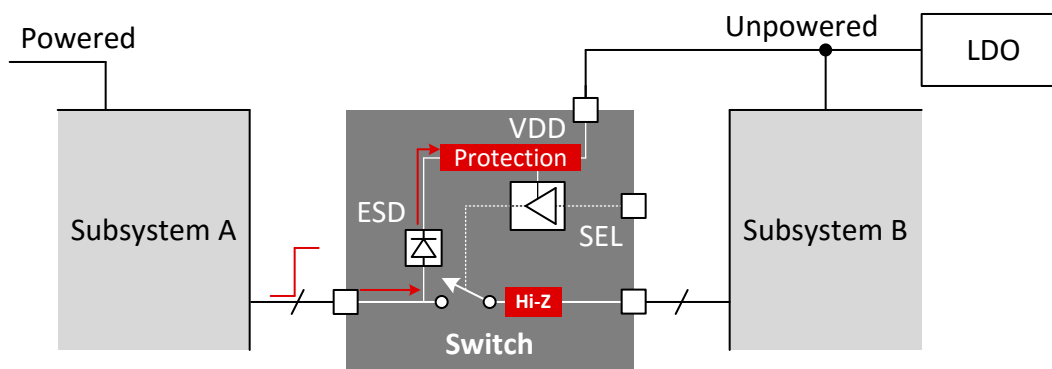 Powered
Unpowered
LDO
VDD
Protection
ESD
SEL
Subsystem A
Subsystem B
Hi-Z
Switch